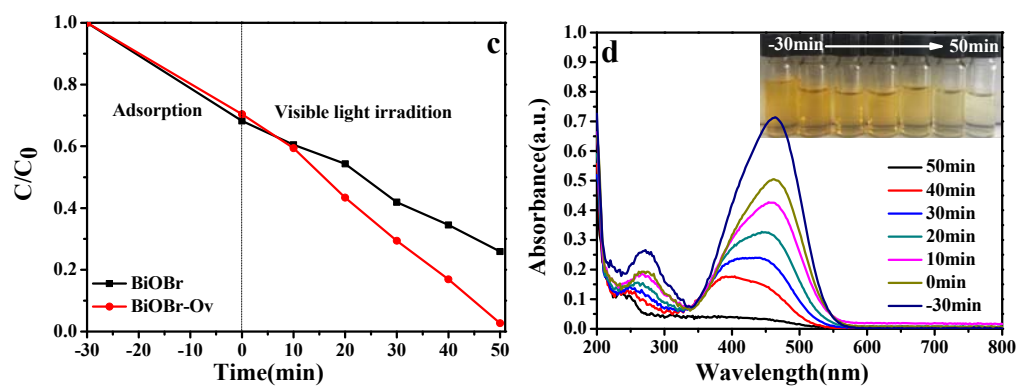 c
1.0
0.8
0.6
0.4
0.2
0.0
C/C0
Adsorption
Visible light irradition
BiOBr
BiOBr-Ov
-30 -20 -10 0 10 20 30 40 50
Time(min)
d
-30min 50min
1.0
0.9
0.8
0.7
0.6
0.5
0.4
0.3
0.2
0.1
0.0
Absorbance(a.u.)
50min
40min
30min
20min
10min
0min
-30min
200 300 400 500 600 700 800
Wavelength(nm)